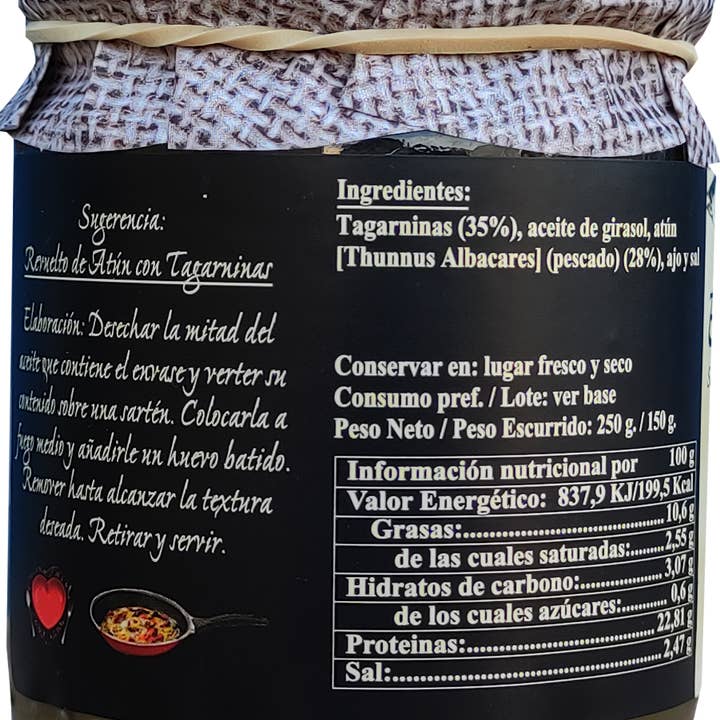 Sugerencia:
Revuelto de Atún con Tagarninas
Elaboración: Desechar la mitad del
aceite que contiene el envase y verter su
contenido sobre una sartén. Colocarla a
fuego medio y añadirle un huevo batido.
Remover hasta alcanzar la textura
deseada. Retirar y servir.
Ingredientes:
Tagarninas (35%), aceite de girasol, atún
[Thunnus Albacares] (pescado) (28%), ajo y sal
Conservar en: lugar fresco y seco
Consumo pref. / Lote: ver base
Peso Neto / Peso Escurrido: 250 g. / 150 g.
Información nutricional por 100 g
Valor Energético: 837,9 KJ/199,5 Kcal
Grasas:..................................10,6 g
de las cuales saturadas:.......2,55 g
Hidratos de carbono:..............3,07 g
de los cuales azúcares:..........0,6 g
Proteinas:................................22,81 g
Sal:..........................................2,47 g